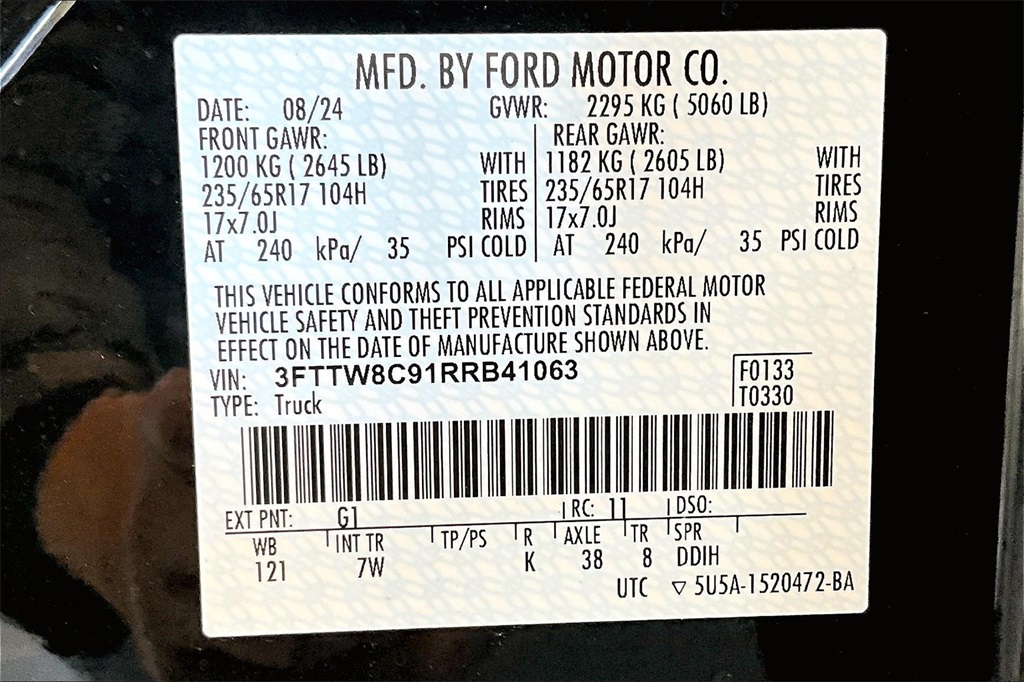 MFD. BY FORD MOTOR CO.
DATE: 08/24 GVWR: 2295 KG ( 5060 LB)
FRONT GAWR: REAR GAWR:
1200 KG ( 2645 LB) WITH 1182 KG ( 2605 LB) WITH
235/65R17 104H TIRES 235/65R17 104H TIRES
17x7.0J RIMS 17x7.0J RIMS
AT 240 kPa/ 35 PSI COLD AT 240 kPa/ 35 PSI COLD
THIS VEHICLE CONFORMS TO ALL APPLICABLE FEDERAL MOTOR
VEHICLE SAFETY AND THEFT PREVENTION STANDARDS IN
EFFECT ON THE DATE OF MANUFACTURE SHOWN ABOVE.
VIN: 3FTTW8C91RRB41063 F0133
TYPE: Truck T0330
EXT PNT: G1 RC: 11 DSO:
WB INT TR TP/PS R AXLE TR SPR
121 7W K 38 8 DDIH
UTC ▽ 5U5A-1520472-BA